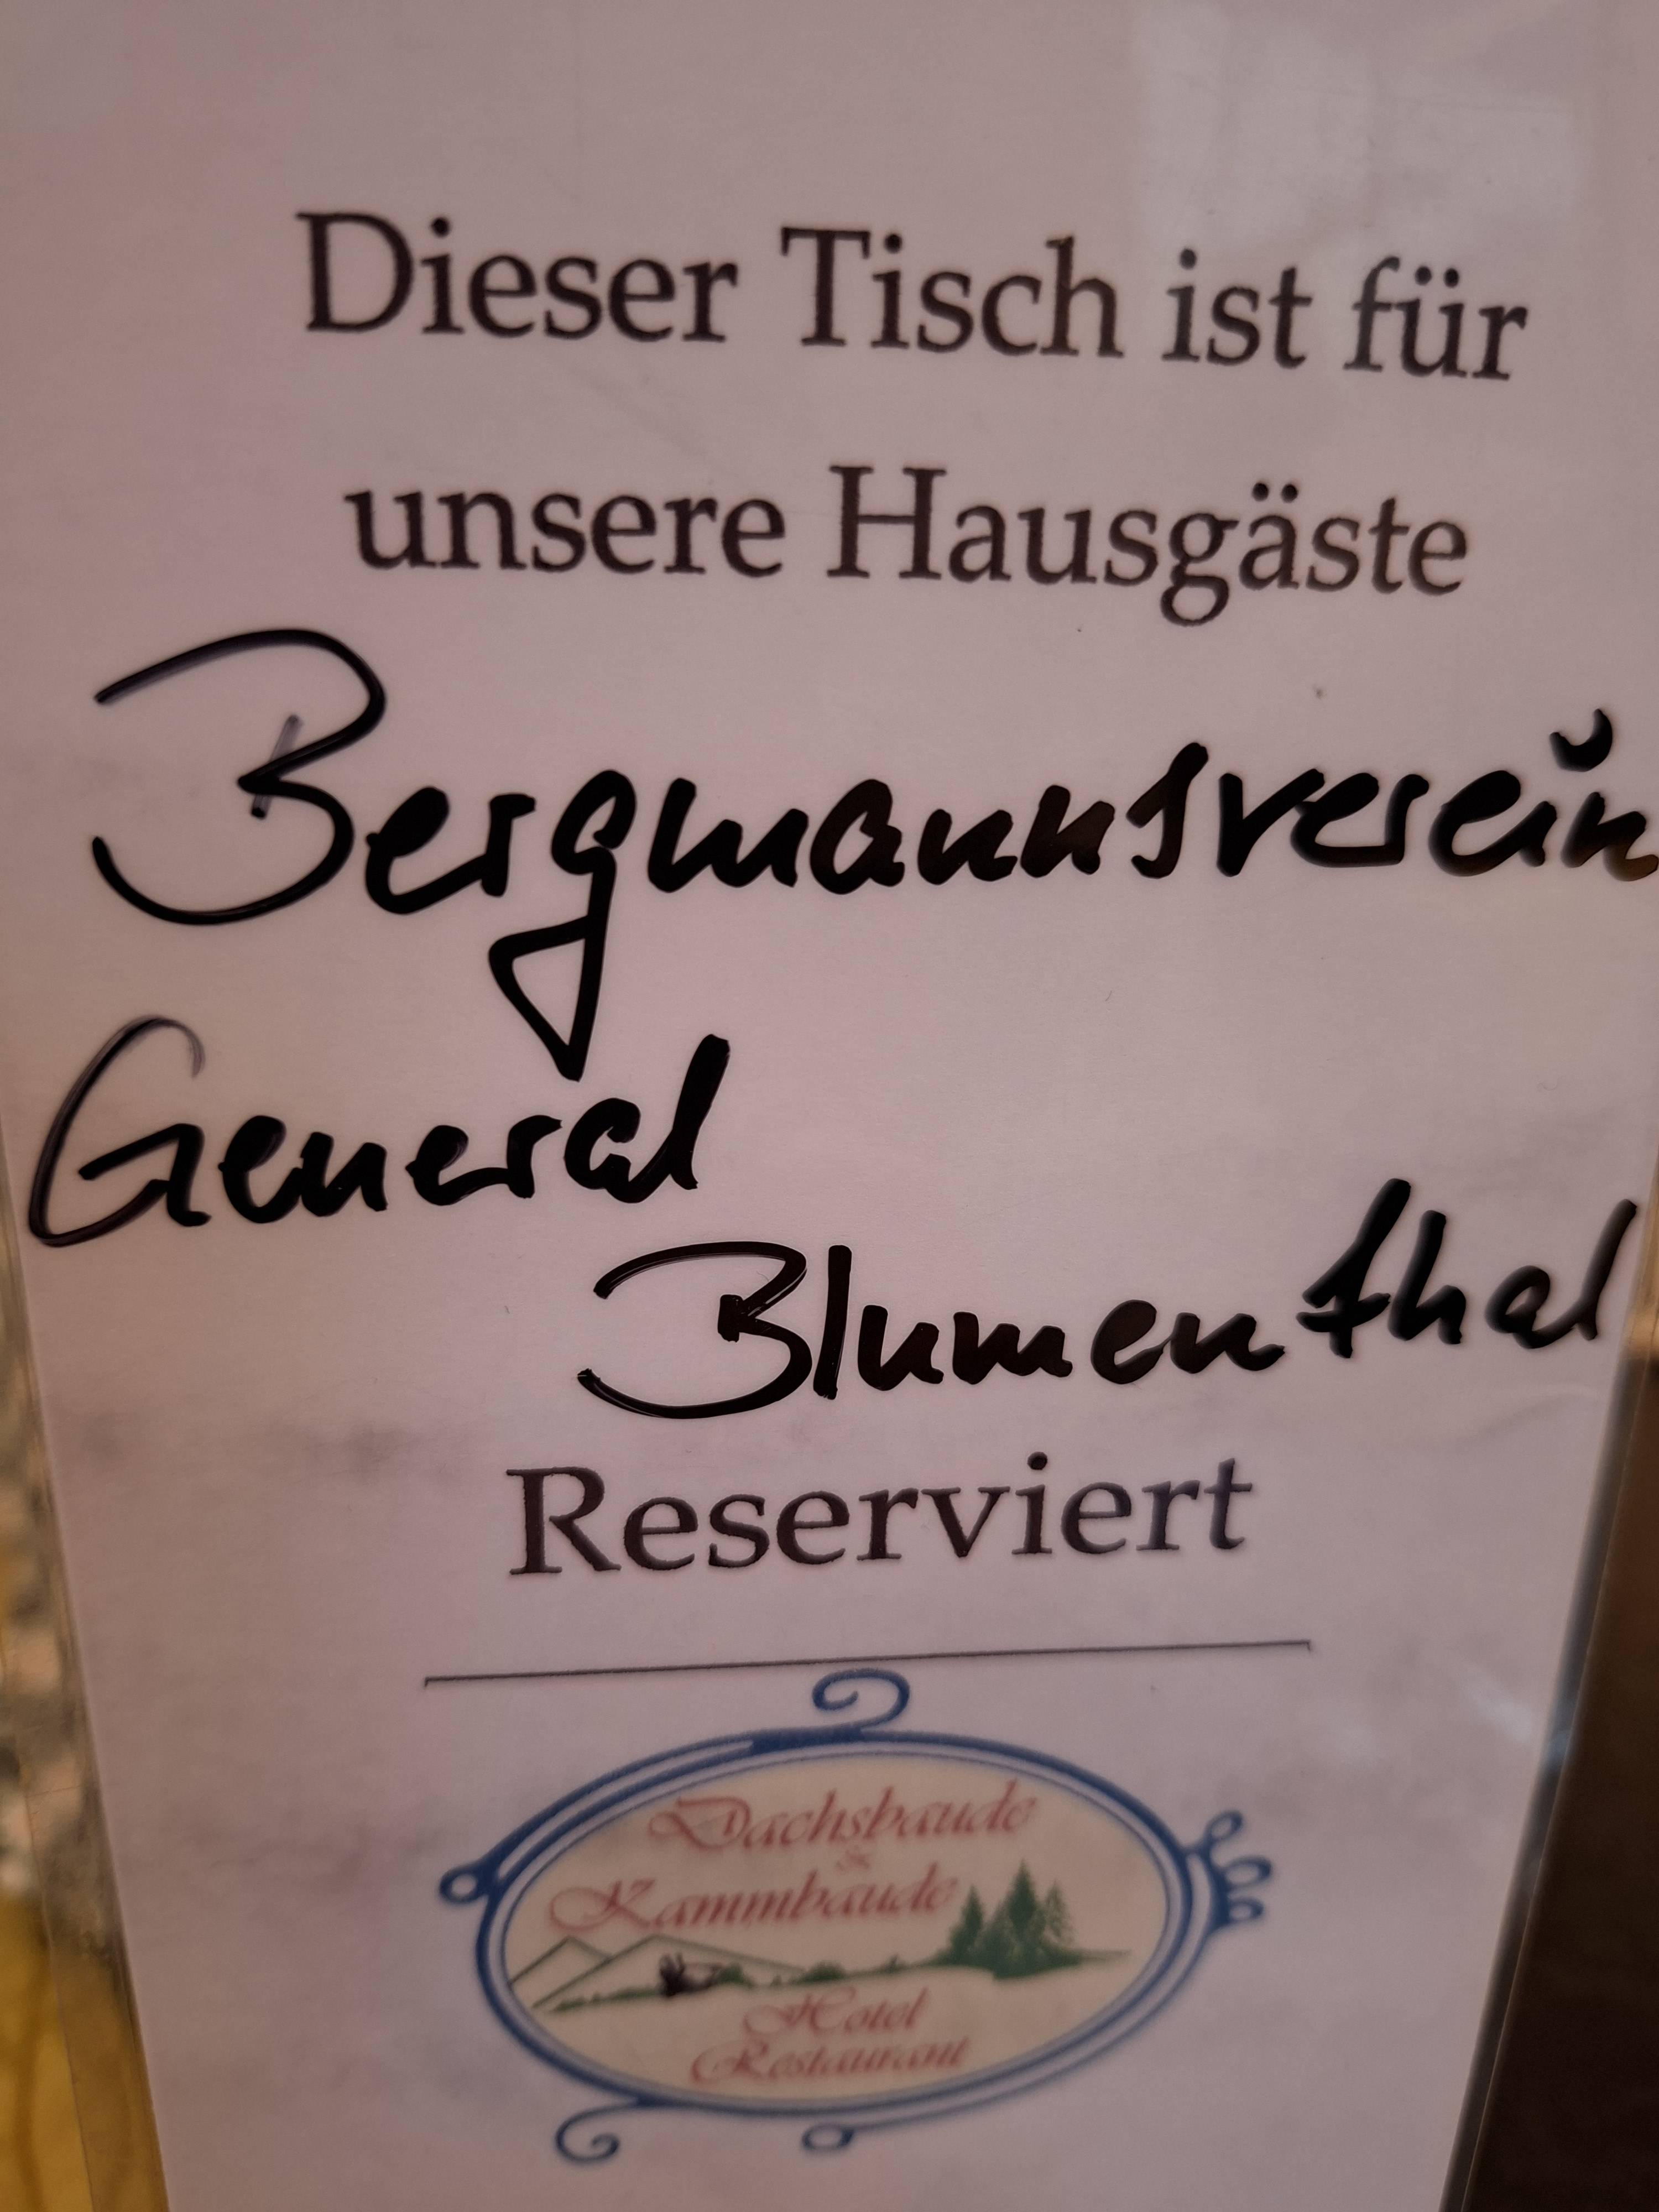 Dieser Tisch ist für
unsere Hausgäste
Bergmannsverein
General
Blumenthal
Reserviert
Dachsbaude
&
Kammbaude
Hotel
Restaurant